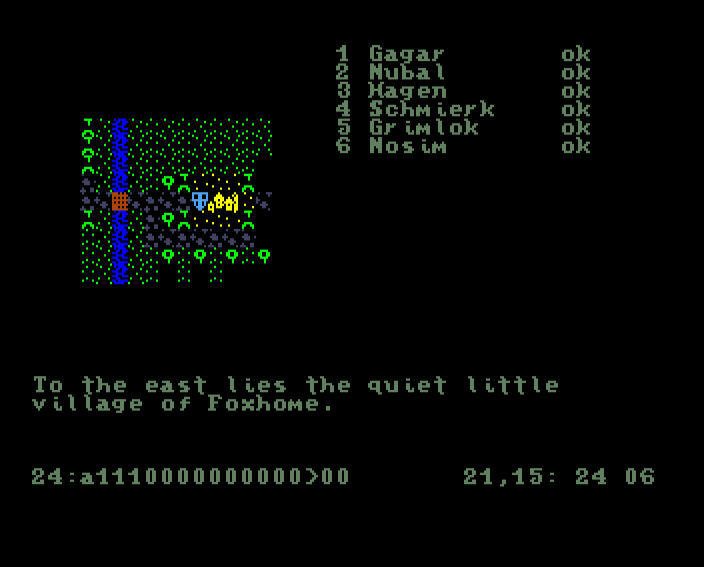 1 Gagar ok
2 Nubal ok
3 Hagen ok
4 Schmierk ok
5 Grimlok ok
6 Nosim ok
To the east lies the quiet little
village of Foxhome.
24:a1110000000000>00 21,15: 24 06